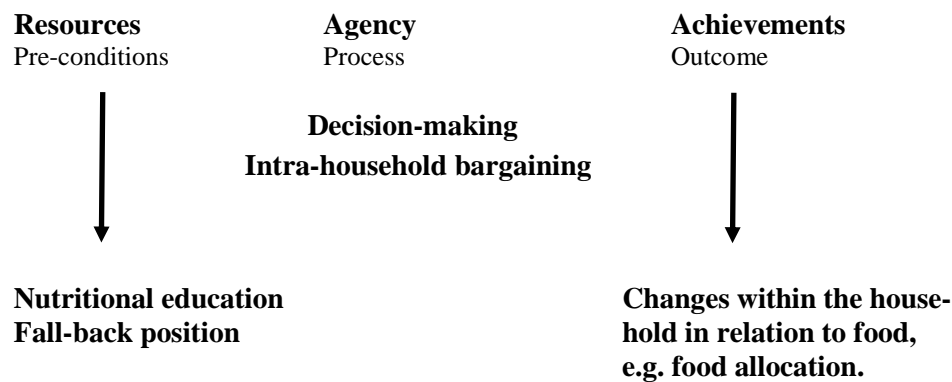 Resources
Pre-conditions
Agency
Process
Achievements
Outcome
Decision-making
Intra-household bargaining
Nutritional education
Fall-back position
Changes within the house-
hold in relation to food,
e.g. food allocation.